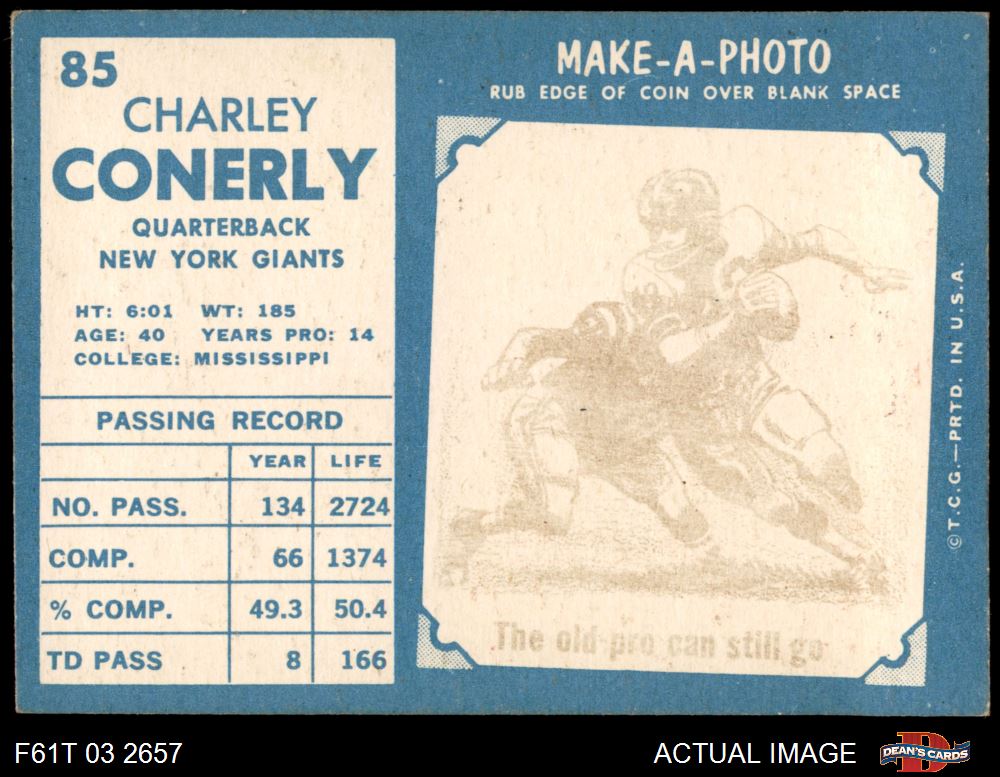 85
CHARLEY
CONERLY
QUARTERBACK
NEW YORK GIANTS
HT: 6:01 WT: 185
AGE: 40 YEARS PRO: 14
COLLEGE: MISSISSIPPI
PASSING RECORD
YEAR LIFE
NO. PASS. 134 2724
COMP. 66 1374
% COMP. 49.3 50.4
TD PASS 8 166
MAKE-A-PHOTO
RUB EDGE OF COIN OVER BLANK SPACE
The old pro can still go
© T.C.G.—PRTD. IN U.S.A.
F61T 03 2657
ACTUAL IMAGE
D
DEAN'S CARDS